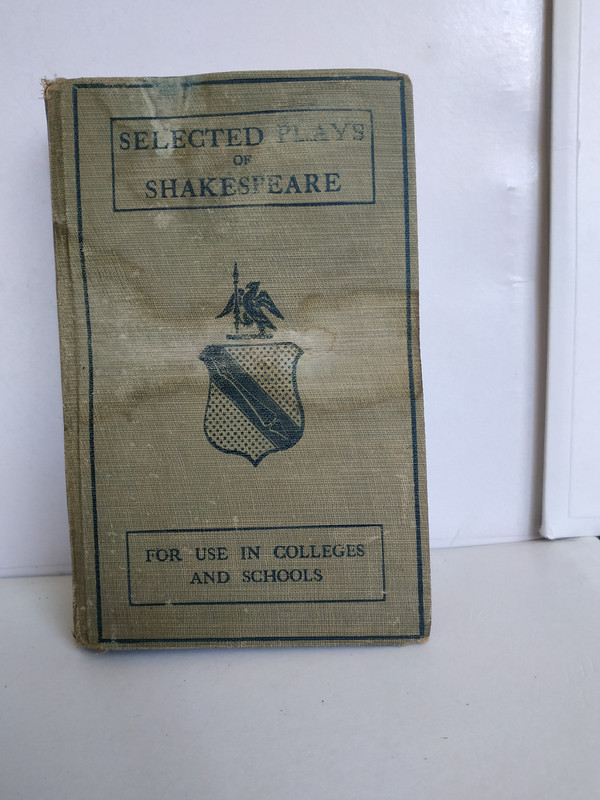 SELECTED PLAYS
OF
SHAKESPEARE
FOR USE IN COLLEGES
AND SCHOOLS